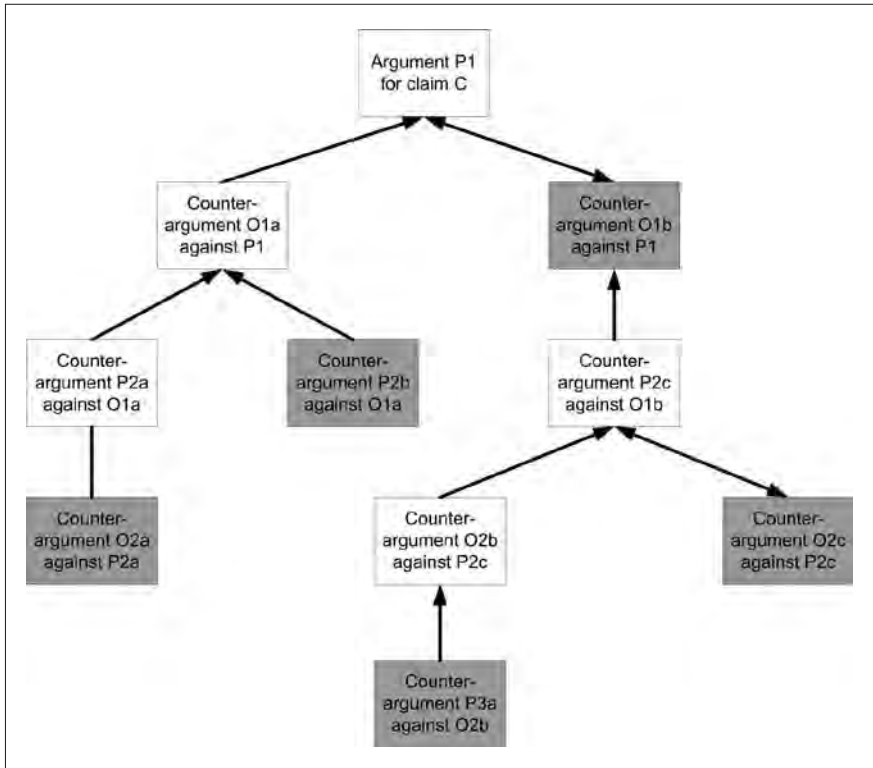 Argument P1
for claim C
Counter-
argument O1a
against P1
Counter-
argument O1b
against P1
Counter-
argument P2a
against O1a
Counter-
argument P2b
against O1a
Counter-
argument P2c
against O1b
Counter-
argument O2a
against P2a
Counter-
argument O2b
against P2c
Counter-
argument O2c
against P2c
Counter-
argument P3a
against O2b